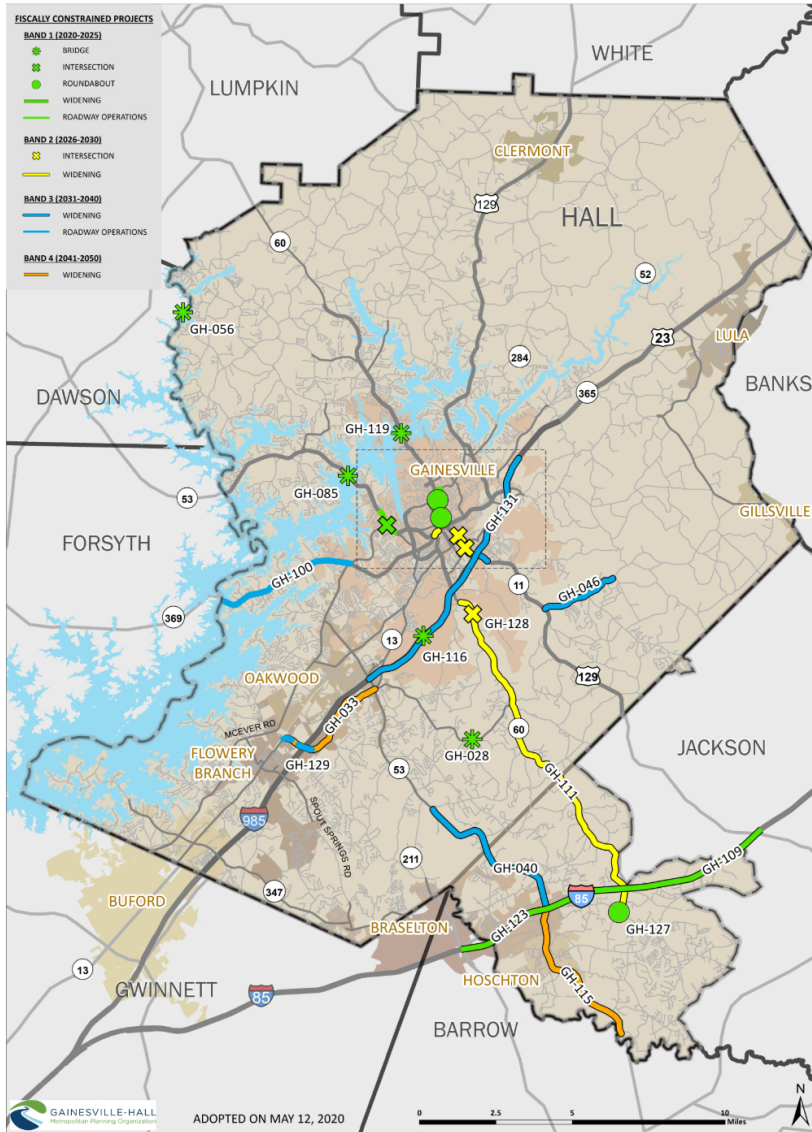 FISCALLY CONSTRAINED PROJECTS
BAND 1 (2020-2025)
BRIDGE
INTERSECTION
ROUNDABOUT
WIDENING
ROADWAY OPERATIONS
BAND 2 (2026-2030)
INTERSECTION
WIDENING
BAND 3 (2031-2040)
WIDENING
ROADWAY OPERATIONS
BAND 4 (2041-2050)
WIDENING
WHITE
LUMPKIN
CLERMONT
129
HALL
60
52
GH-056
23
LULA
284
BANKS
DAWSON
365
GH-119
GAINESVILLE
GH-085
53
GH-131
GILLSVILLE
FORSYTH
GH-100
11
GH-046
369
13
GH-128
GH-116
OAKWOOD
129
GH-033
MCEVER RD
60
JACKSON
FLOWERY
BRANCH
GH-129
GH-028
53
GH-111
985
SPOUT SPRINGS RD
211
GH-040
GH-109
347
85
BUFORD
GH-123
BRASELTON
GH-127
13
HOSCHTON
GWINNETT
85
GH-115
BARROW
N
GAINESVILLE-HALL
Metropolitan Planning Organization
ADOPTED ON MAY 12, 2020
0 5 10
Miles